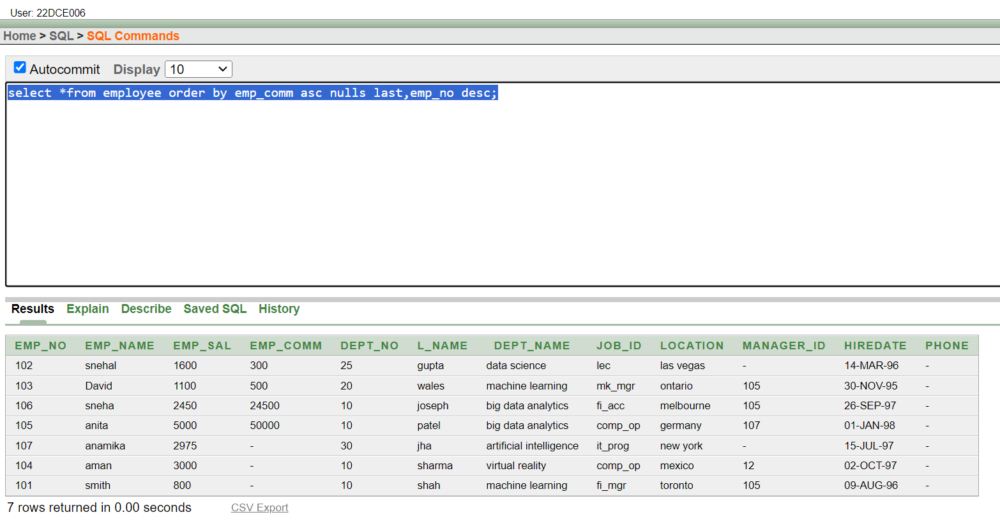 User: 22DCE006
Home > SQL > SQL Commands
Autocommit Display 10
select *from employee order by emp_comm asc nulls last,emp_no desc;
Results Explain Describe Saved SQL History
EMP_NO EMP_NAME EMP_SAL EMP_COMM DEPT_NO L_NAME DEPT_NAME JOB_ID LOCATION MANAGER_ID HIREDATE PHONE
102 snehal 1600 300 25 gupta data science lec las vegas - 14-MAR-96 -
103 David 1100 500 20 wales machine learning mk_mgr ontario 105 30-NOV-95 -
106 sneha 2450 24500 10 joseph big data analytics fi_acc melbourne 105 26-SEP-97 -
105 anita 5000 50000 10 patel big data analytics comp_op germany 107 01-JAN-98 -
107 anamika 2975 - 30 jha artificial intelligence it_prog new york - 15-JUL-97 -
104 aman 3000 - 10 sharma virtual reality comp_op mexico 12 02-OCT-97 -
101 smith 800 - 10 shah machine learning fi_mgr toronto 105 09-AUG-96 -
7 rows returned in 0.00 seconds CSV Export